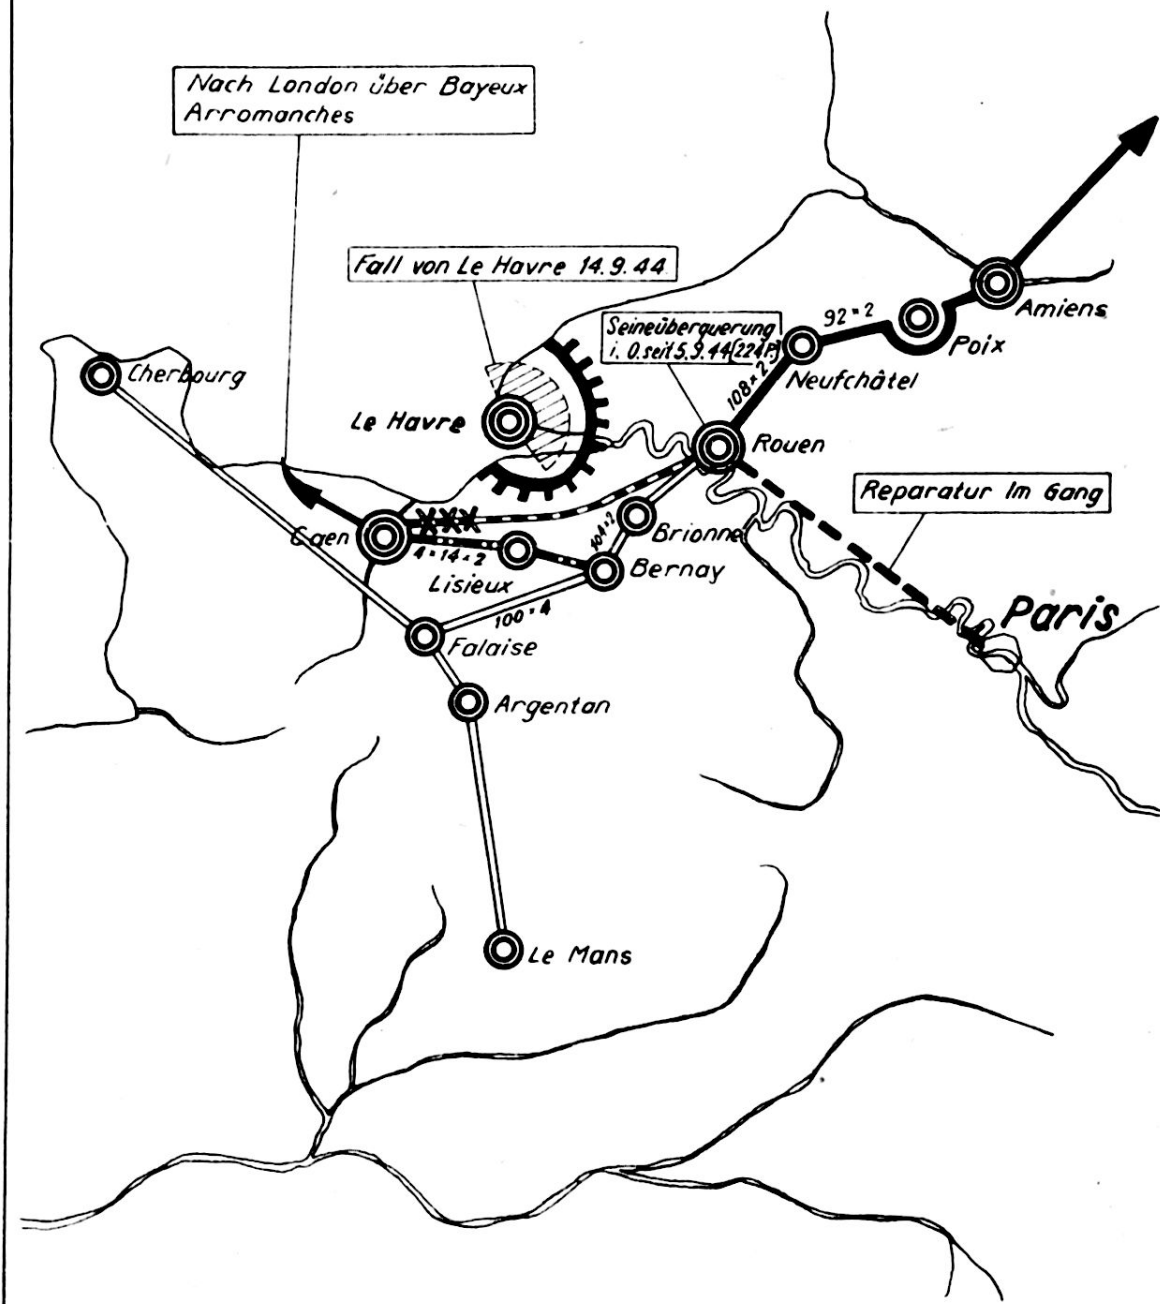 Nach London über Bayeux
Arromanches
Fall von Le Havre 14.9.44
Seineüberquerung
i. O. seit 5.9.44 (224P.)
92=2
Amiens
Poix
Neufchâtel
108=2
Cherbourg
Le Havre
Rouen
Reparatur Im Gang
Caen
4=14=2
Lisieux
104=2
Brionne
Bernay
100=4
Paris
Falaise
Argentan
Le Mans